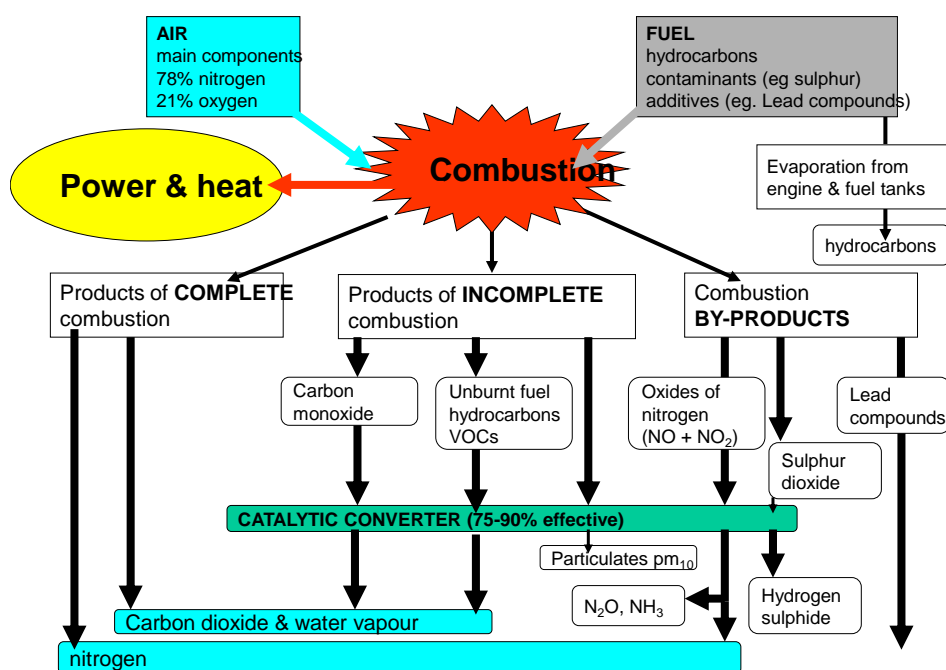 AIR
main components
78% nitrogen
21% oxygen
FUEL
hydrocarbons
contaminants (eg sulphur)
additives (eg. Lead compounds)
Power & heat
Combustion
Evaporation from
engine & fuel tanks
hydrocarbons
Products of COMPLETE
combustion
Products of INCOMPLETE
combustion
Combustion
BY-PRODUCTS
Carbon
monoxide
Unburnt fuel
hydrocarbons
VOCs
Oxides of
nitrogen
(NO + NO₂)
Lead
compounds
Sulphur
dioxide
CATALYTIC CONVERTER (75-90% effective)
Particulates pm₁₀
N₂O, NH₃
Hydrogen
sulphide
Carbon dioxide & water vapour
nitrogen